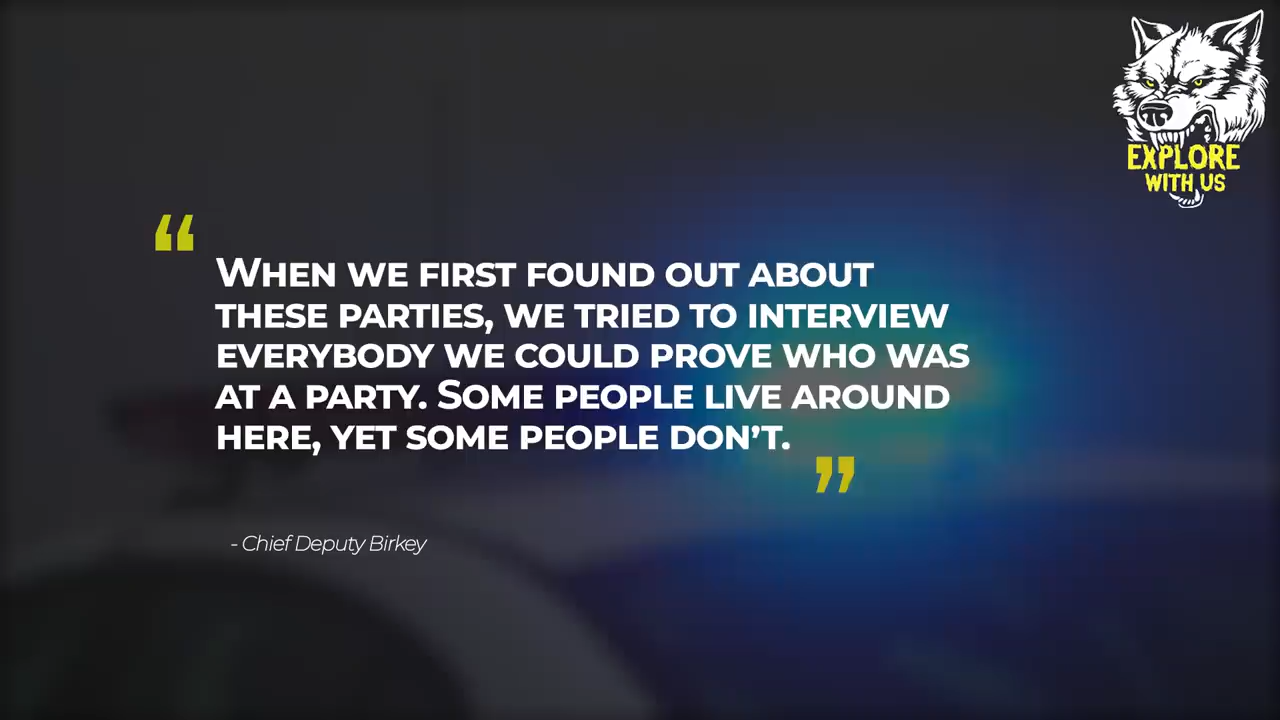 EXPLORE
WITH US
“WHEN WE FIRST FOUND OUT ABOUT
THESE PARTIES, WE TRIED TO INTERVIEW
EVERYBODY WE COULD PROVE WHO WAS
AT A PARTY. SOME PEOPLE LIVE AROUND
HERE, YET SOME PEOPLE DON’T.”
- Chief Deputy Birkey